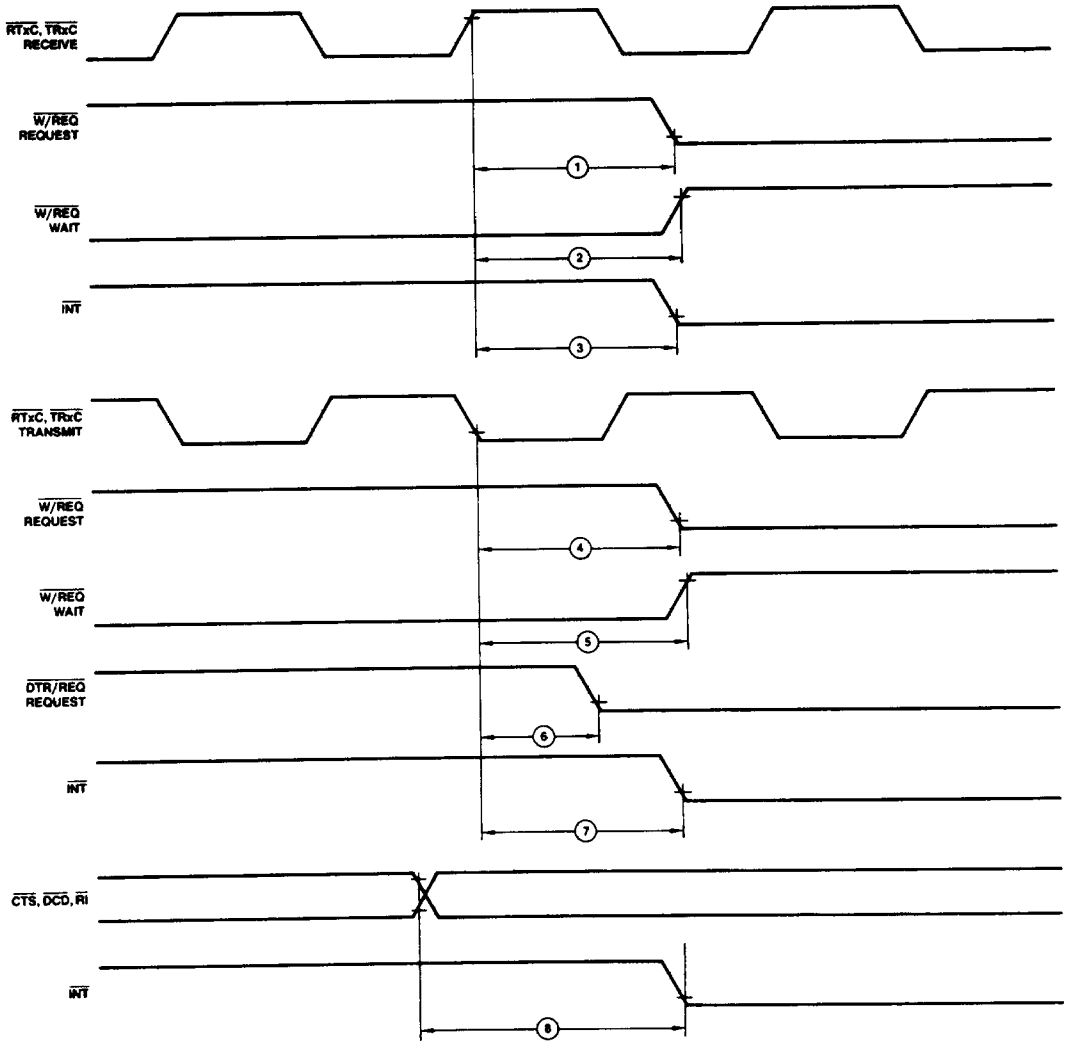 RTxC, TRxC
RECEIVE
W/REQ
REQUEST
1
W/REQ
WAIT
2
INT
3
RTxC, TRxC
TRANSMIT
W/REQ
REQUEST
4
W/REQ
WAIT
5
DTR/REQ
REQUEST
6
INT
7
CTS, DCD, RI
INT
8